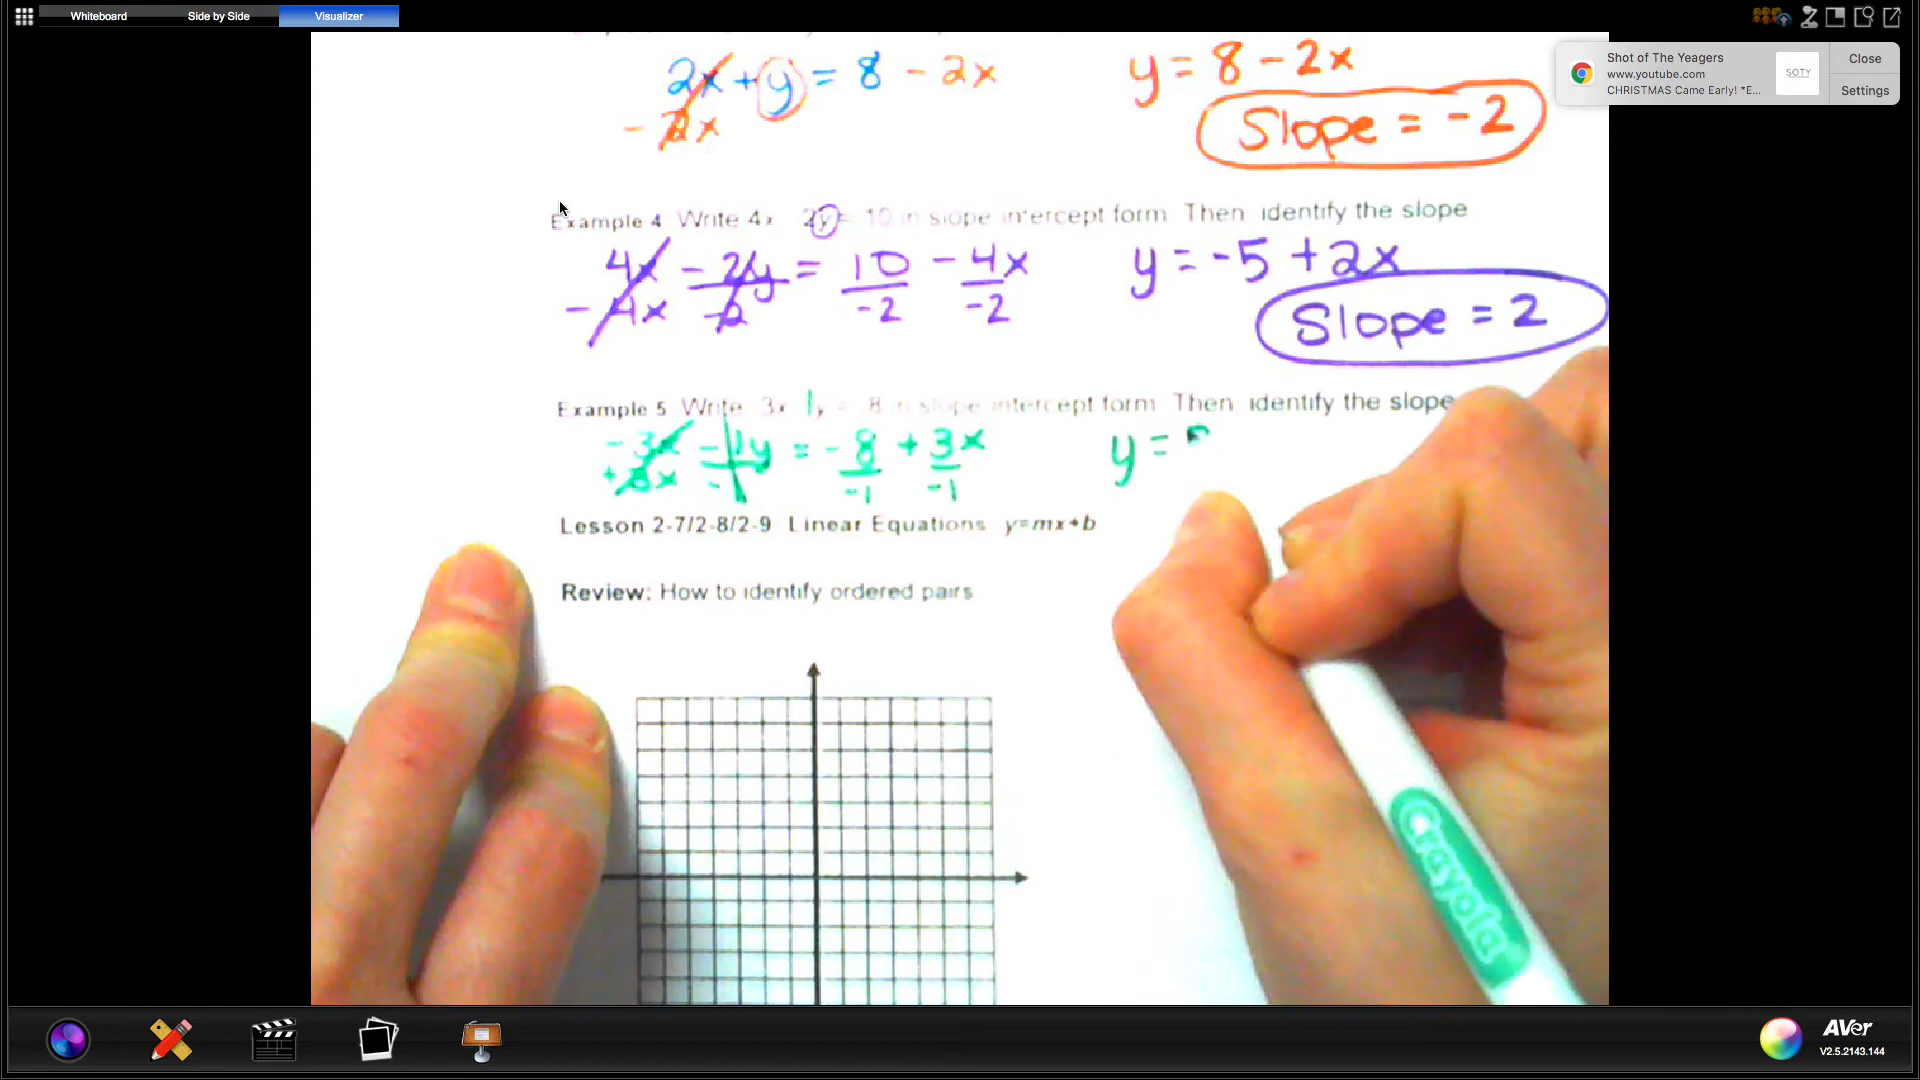 Whiteboard Side by Side Visualizer
Shot of The Yeagers
www.youtube.com
CHRISTMAS Came Early! *E...
SOTY
Close
Settings
2x + y = 8 - 2x
- 2x
y = 8 - 2x
Slope = -2
Example 4 Write 4x 2y = 10 in slope intercept form Then identify the slope
4x - 2y = 10 - 4x
- 4x -2 -2 -2
y = -5 + 2x
Slope = 2
Example 5 Write 3x 1y = 8 in slope intercept form Then identify the slope
-3x - 1y = -8 + 3x
+ 3x -1 -1 -1
y =
Lesson 2-7/2-8/2-9 Linear Equations y=mx+b
Review: How to identify ordered pairs
Crayola
AVer
V2.5.2143.144